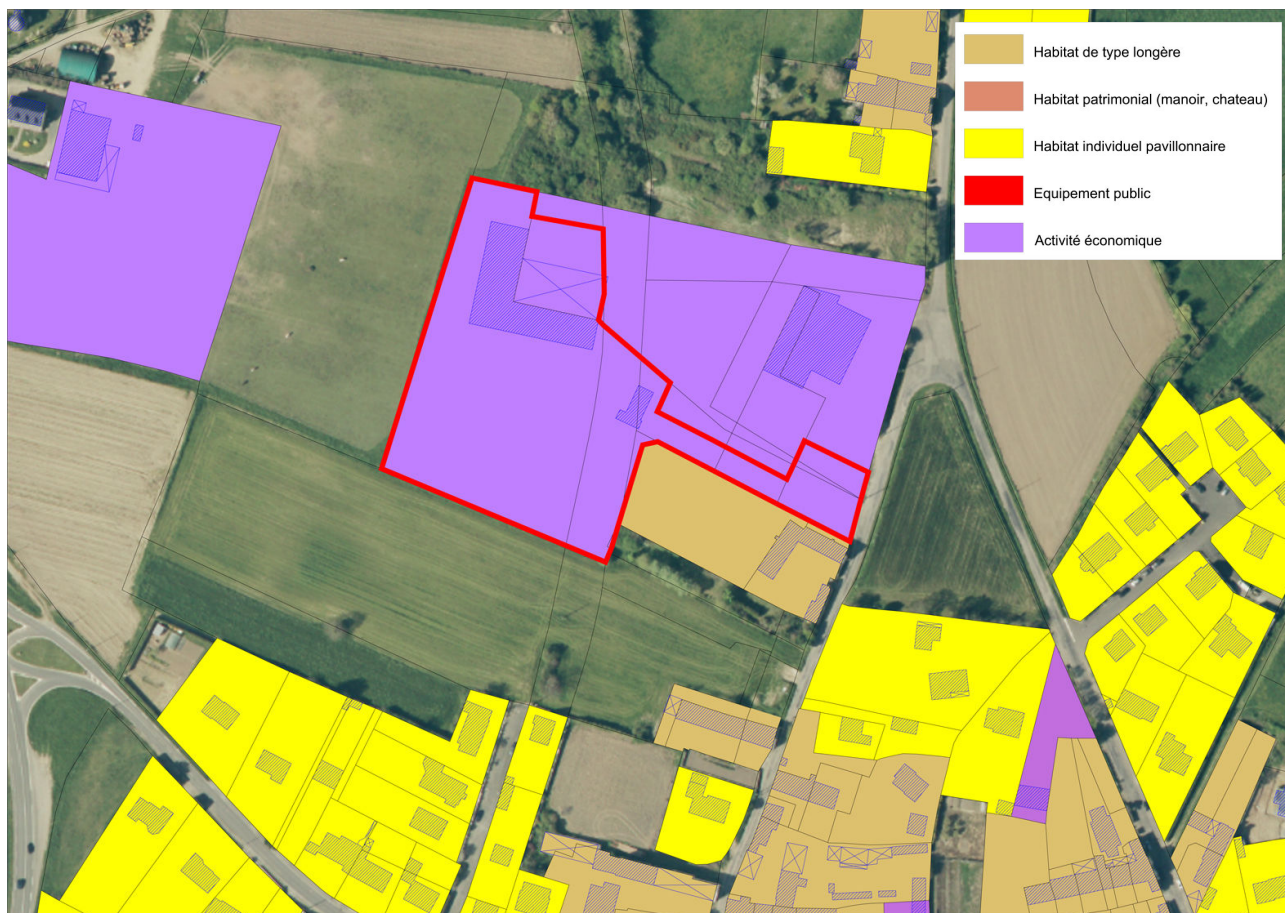 Habitat de type longère
Habitat patrimonial (manoir, chateau)
Habitat individuel pavillonnaire
Equipement public
Activité économique